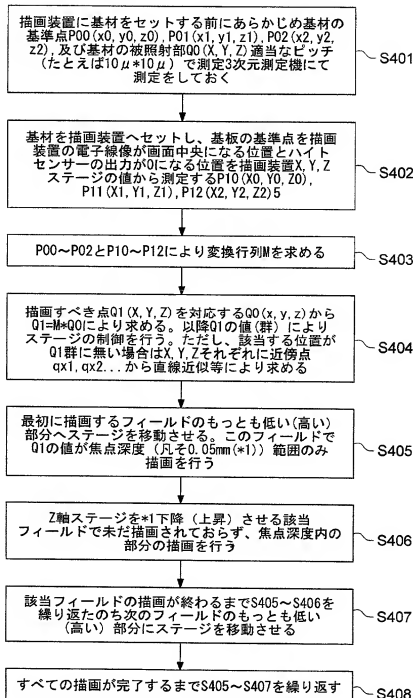 描画装置に基材をセットする前にあらかじめ基材の
基準点P00(x0, y0, z0), P01(x1, y1, z1), P02(x2, y2,
z2), 及び基材の被照射部Q0(X, Y, Z)適当なピッチ
(たとえば10μ*10μ)で測定3次元測定機にて
測定をしておく
S401
基材を描画装置へセットし、基板の基準点を描画
装置の電子線像が画面中央になる位置とハイト
センサーの出力が0になる位置を描画装置X, Y, Z
ステージの値から測定するP10(X0, Y0, Z0),
P11(X1, Y1, Z1), P12(X2, Y2, Z2)5
S402
P00〜P02とP10〜P12により変換行列Mを求める
S403
描画すべき点Q1(X, Y, Z)を対応するQ0(x, y, z)から
Q1=M*Q0により求める。以降Q1の値(群)により
ステージの制御を行う。ただし、該当する位置が
Q1群に無い場合はX, Y, Zそれぞれに近傍点
qx1, qx2...から直線近似等により求める
S404
最初に描画するフィールドのもっとも低い(高い)
部分へステージを移動させる。このフィールドで
Q1の値が焦点深度(凡そ0.05mm(*1))範囲のみ
描画を行う
S405
Z軸ステージを*1下降(上昇)させる該当
フィールドで未だ描画されておらず、焦点深度内の
部分の描画を行う
S406
該当フィールドの描画が終わるまでS405〜S406を
繰り返たのち次のフィールドのもっとも低い
(高い)部分にステージを移動させる
S407
すべての描画が完了するまでS405〜S407を繰り返す
S408